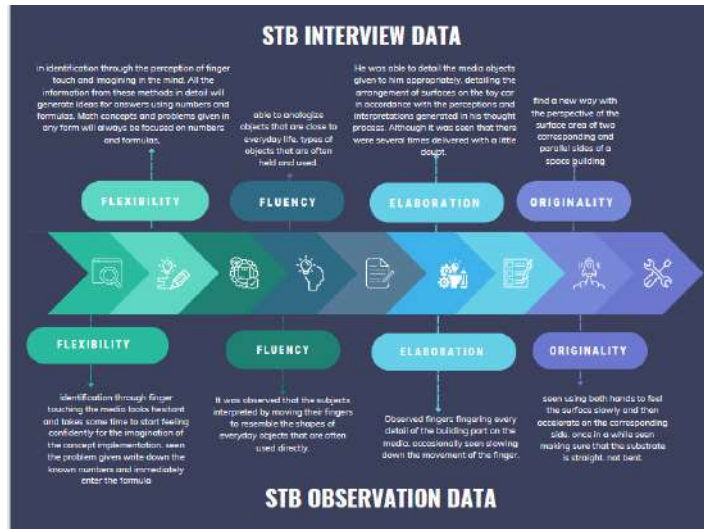 STB INTERVIEW DATA
in identification through the perception of finger
touch and imagining in the mind. All the
information from these methods in detail will
generate ideas for answers using numbers and
formulas. Math concepts and problems given in
any form will always be focused on numbers
and formulas.
able to analogize
objects that are close to
everyday life, types of
objects that are often
held and used.
He was able to detail the media objects
given to him appropriately, detailing the
arrangement of surfaces on the toy car
in accordance with the perceptions and
interpretations generated in his thought
process. Although it was seen that there
were several times delivered with a little
doubt.
find a new way with
the perspective of the
surface area of two
corresponding and
parallel sides of a
space building
FLEXIBILITY
FLUENCY
ELABORATION
ORIGINALITY
FLEXIBILITY
FLUENCY
ELABORATION
ORIGINALITY
identification through finger
touching the media looks hesitant
and takes some time to start feeling
confidently for the imagination of
the concept implementation. seen
the problem given write down the
known numbers and immediately
enter the formula
It was observed that the subjects
interpreted by moving their fingers
to resemble the shapes of
everyday objects that are often
used directly.
Observed fingers fingering every
detail of the building part on the
media, occasionally seen slowing
down the movement of the finger.
seen using both hands to feel
the surface slowly and then
accelerate on the corresponding
side. once in a while seen
making sure that the substrate
is straight, not bent.
STB OBSERVATION DATA